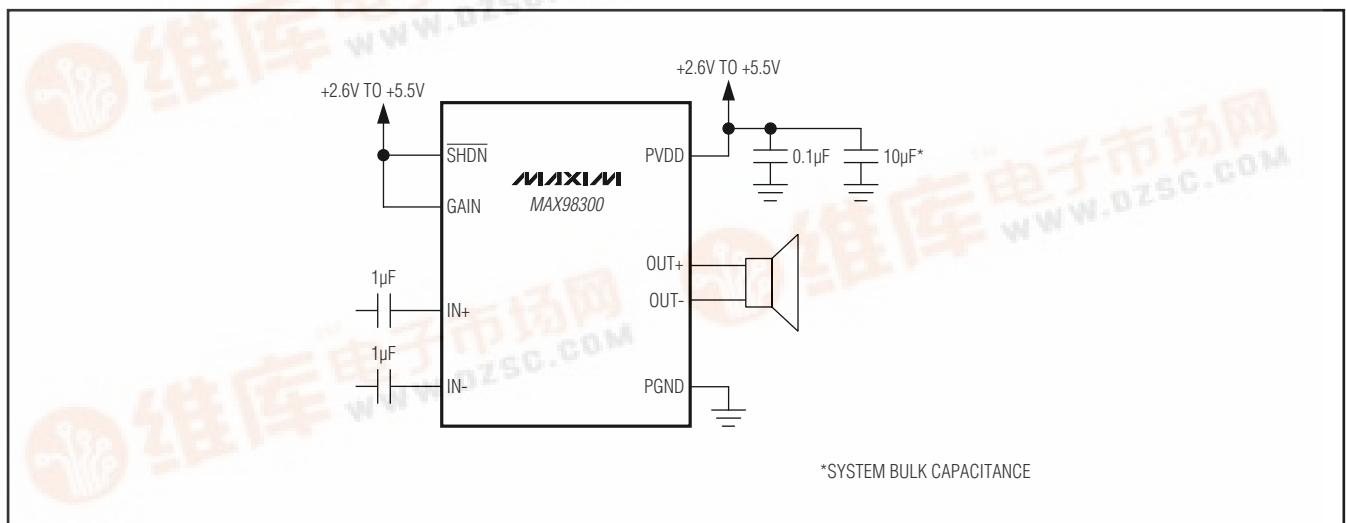 维库电子市场网
WWW.DZSC.COM
+2.6V TO +5.5V
+2.6V TO +5.5V
SHDN
PVDD
0.1µF
10µF*
MAXIM
MAX98300
GAIN
维库电子市场网
WWW.DZSC.COM
OUT+
1µF
OUT-
IN+
维库电子市场网
WWW.DZSC.COM
1µF
IN-
PGND
*SYSTEM BULK CAPACITANCE